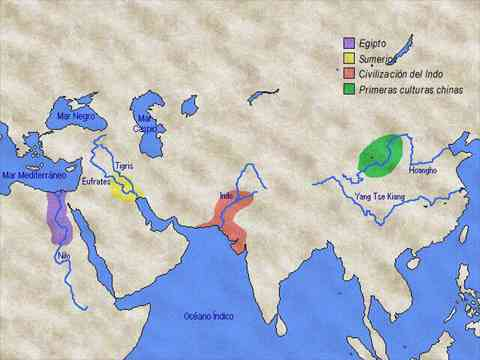 Egipto
Sumerios
Civilización del Indo
Primeras culturas chinas
Mar Negro
Mar
Caspio
Mar Mediterráneo
Tigris
Eufrates
Nilo
Indo
Hoangho
Yang Tse Kiang
Océano Índico